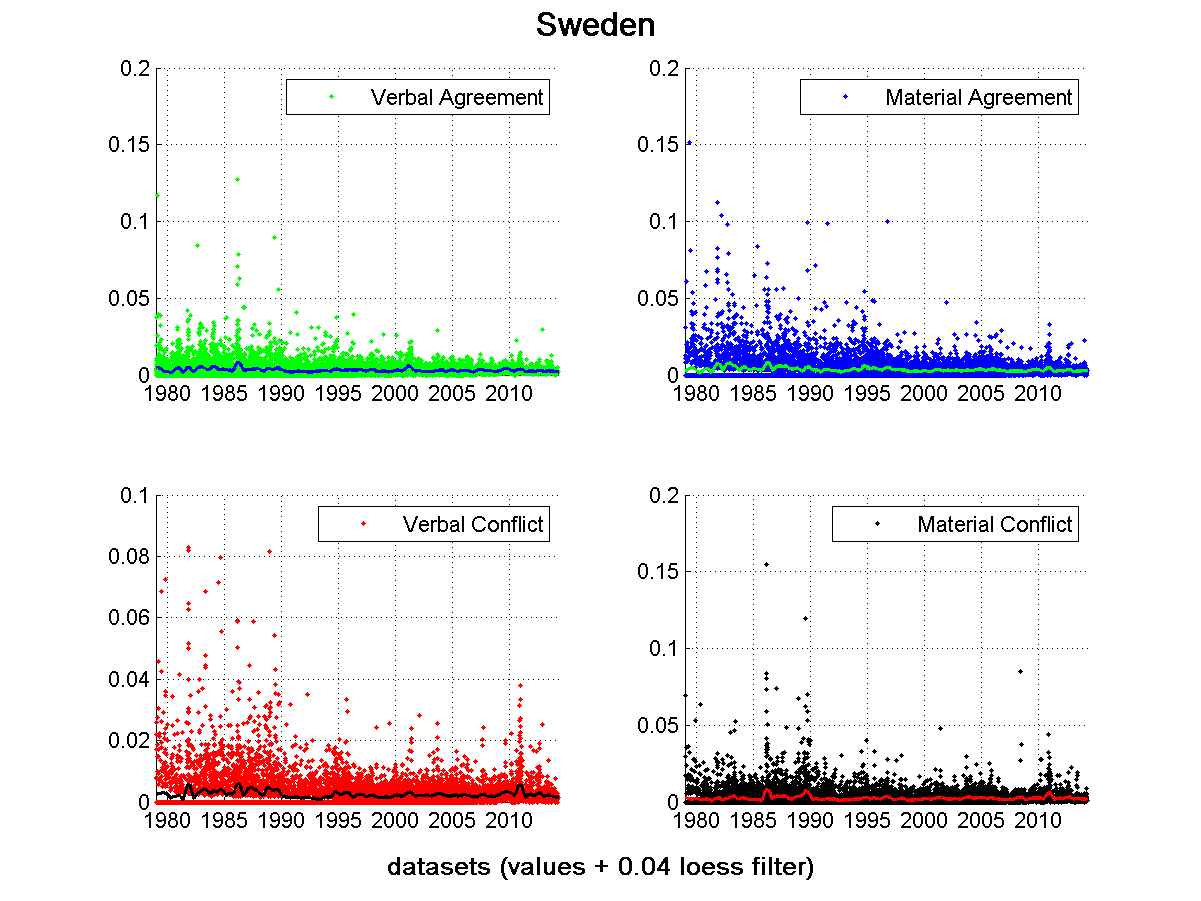 Sweden
0.2
0.15
0.1
0.05
0
Verbal Agreement
1980 1985 1990 1995 2000 2005 2010
0.2
0.15
0.1
0.05
0
Material Agreement
1980 1985 1990 1995 2000 2005 2010
0.1
0.08
0.06
0.04
0.02
0
Verbal Conflict
1980 1985 1990 1995 2000 2005 2010
0.2
0.15
0.1
0.05
0
Material Conflict
1980 1985 1990 1995 2000 2005 2010
datasets (values + 0.04 loess filter)